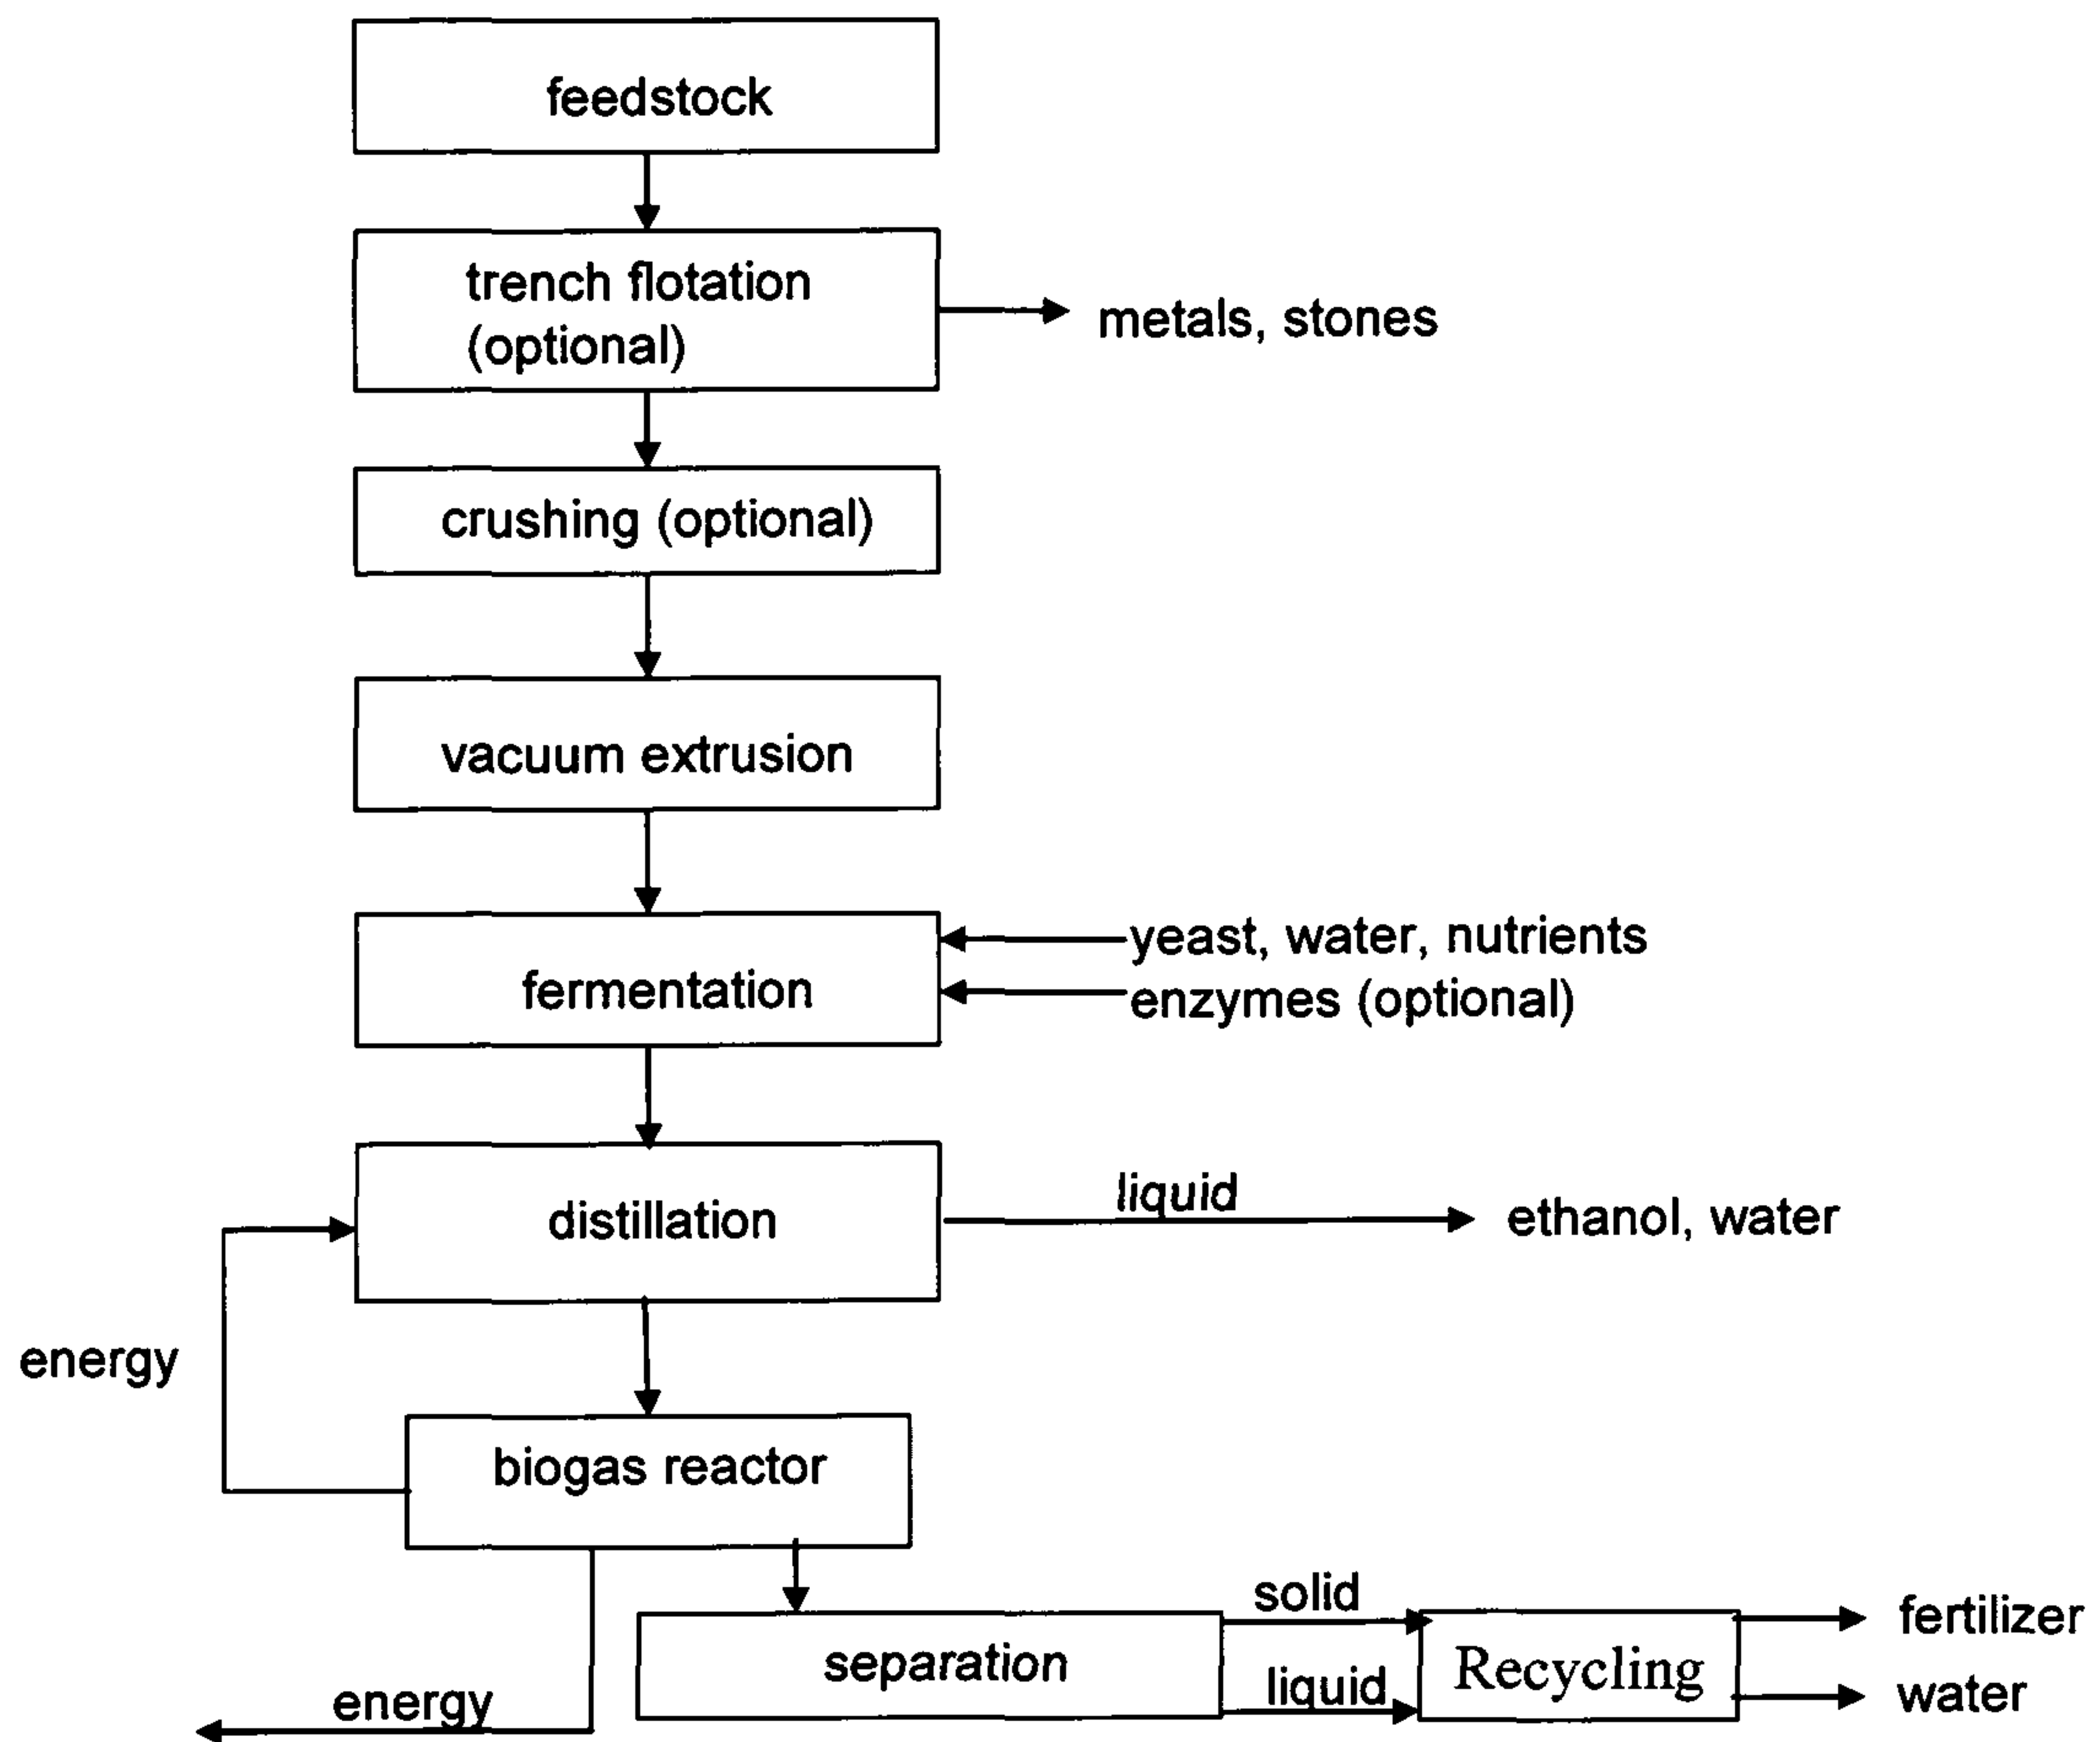 feedstock
trench flotation
(optional)
metals, stones
crushing (optional)
vacuum extrusion
yeast, water, nutrients
fermentation
enzymes (optional)
distillation
liquid
ethanol, water
energy
biogas reactor
energy
separation
solid
liquid
Recycling
fertilizer
water